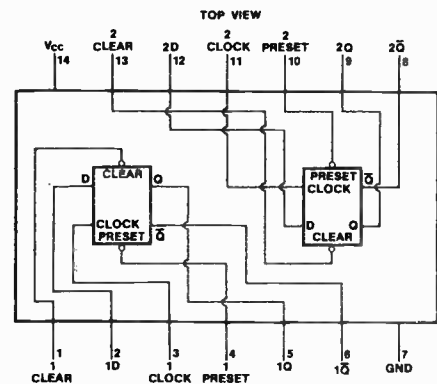 TOP VIEW
2 2 2
Vcc CLEAR 2D CLOCK PRESET 2Q 2Q̅
14 13 12 11 10 9 8
CLEAR
D Q
CLOCK
PRESET Q̅
PRESET
CLOCK Q̅
D Q
CLEAR
1 2 3 4 5 6 7
1 1D 1 1 1Q 1Q̅ GND
CLEAR CLOCK PRESET